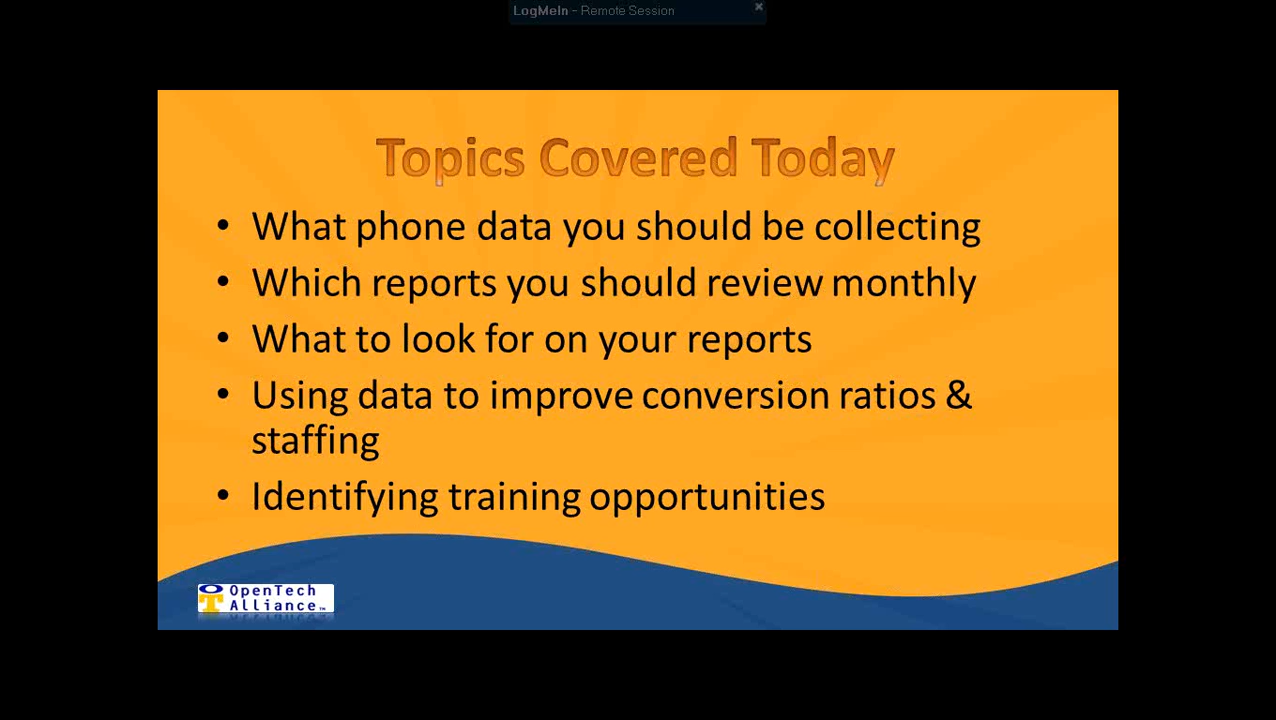 LogMeIn - Remote Session
Topics Covered Today
• What phone data you should be collecting
• Which reports you should review monthly
• What to look for on your reports
• Using data to improve conversion ratios &
staffing
• Identifying training opportunities
OpenTech
Alliance™